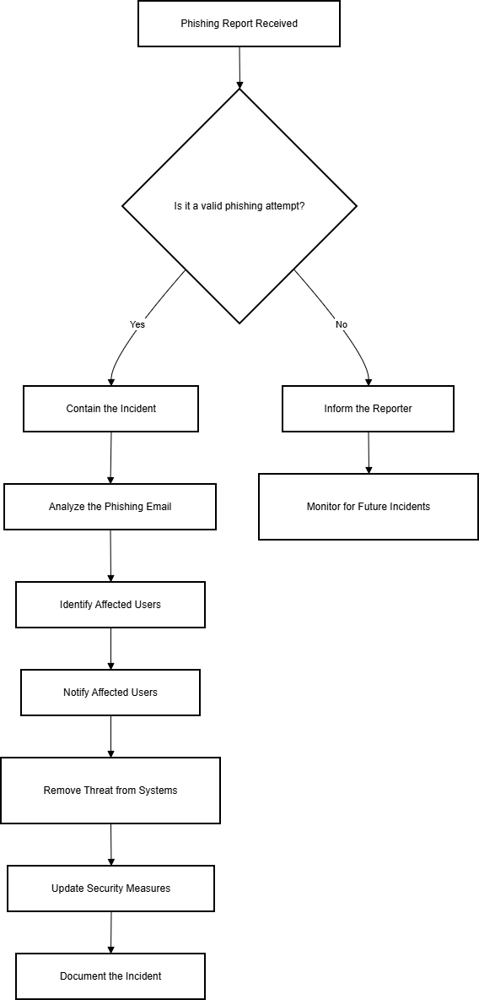 Phishing Report Received
Is it a valid phishing attempt?
Yes
No
Contain the Incident
Inform the Reporter
Analyze the Phishing Email
Monitor for Future Incidents
Identify Affected Users
Notify Affected Users
Remove Threat from Systems
Update Security Measures
Document the Incident